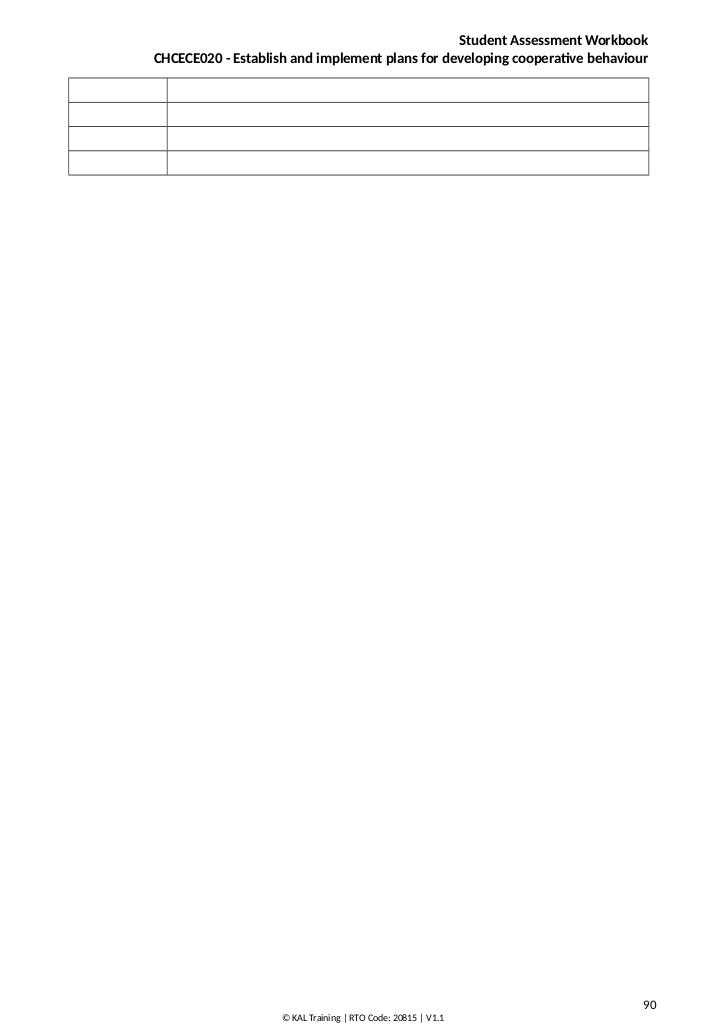 Student Assessment Workbook
CHCECE020 - Establish and implement plans for developing cooperative behaviour
90
© KAL Training | RTO Code: 20815 | V1.1